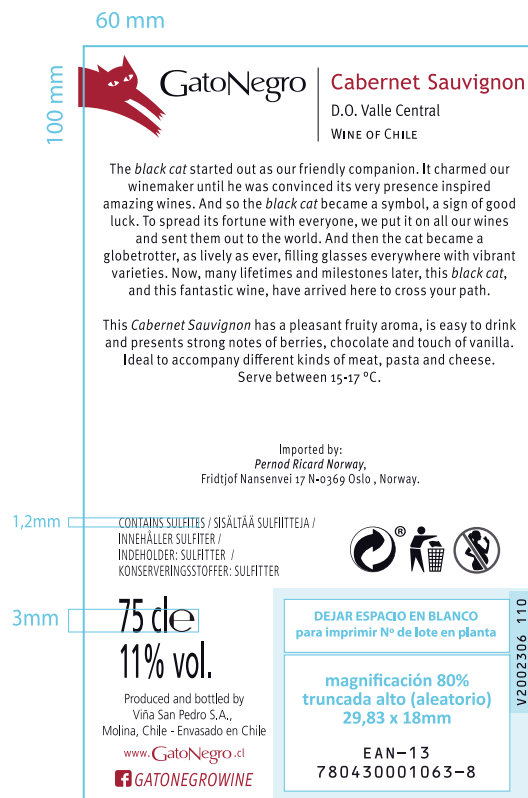 60 mm
100 mm
GatoNegro
Cabernet Sauvignon
D.O. Valle Central
WINE OF CHILE
The black cat started out as our friendly companion. It charmed our
winemaker until he was convinced its very presence inspired
amazing wines. And so the black cat became a symbol, a sign of good
luck. To spread its fortune with everyone, we put it on all our wines
and sent them out to the world. And then the cat became a
globetrotter, as lively as ever, filling glasses everywhere with vibrant
varieties. Now, many lifetimes and milestones later, this black cat,
and this fantastic wine, have arrived here to cross your path.
This Cabernet Sauvignon has a pleasant fruity aroma, is easy to drink
and presents strong notes of berries, chocolate and touch of vanilla.
Ideal to accompany different kinds of meat, pasta and cheese.
Serve between 15-17 °C.
Imported by:
Pernod Ricard Norway,
Fridtjof Nansenvei 17 N-0369 Oslo , Norway.
1,2mm
CONTAINS SULFITES / SISÄLTÄÄ SULFIITTEJA /
INNEHÅLLER SULFITER /
INDEHOLDER: SULFITTER /
KONSERVERINGSSTOFFER: SULFITTER
®
3mm
75 cle
11% vol.
Produced and bottled by
Viña San Pedro S.A.,
Molina, Chile - Envasado en Chile
www.GatoNegro.cl
GATONEGROWINE
DEJAR ESPACIO EN BLANCO
para imprimir Nº de lote en planta
magnificación 80%
truncada alto (aleatorio)
29,83 x 18mm
EAN-13
780430001063-8
V2002306 110